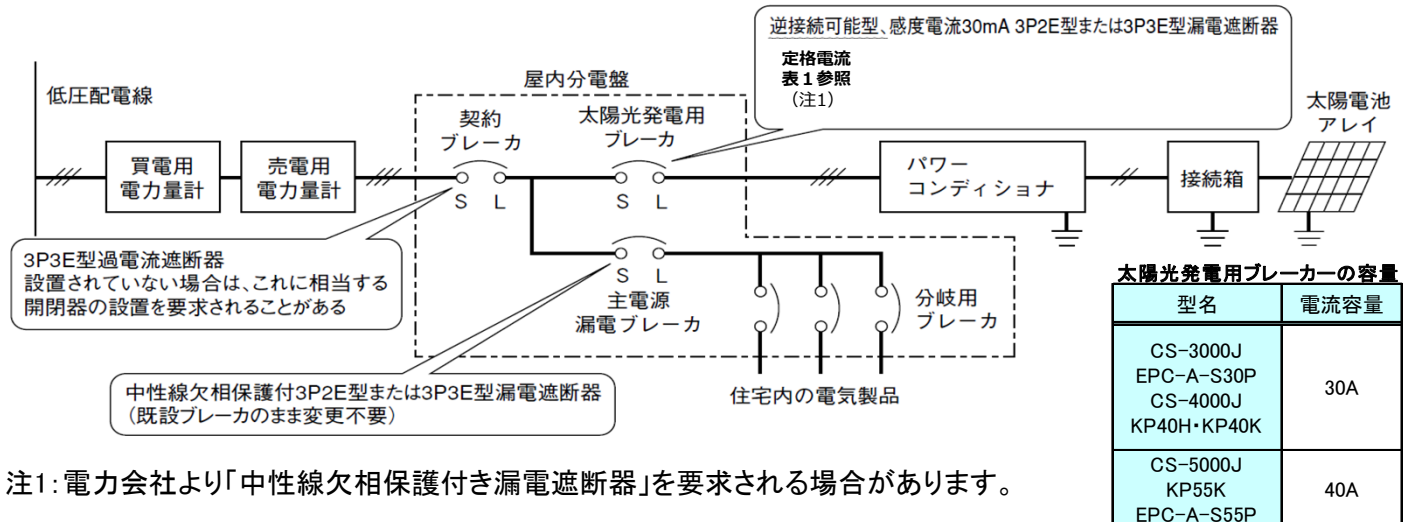 逆接続可能型、感度電流30mA 3P2E型または3P3E型漏電遮断器
定格電流
表１参照
(注1)
低圧配電線
屋内分電盤
契約
ブレーカ
太陽光発電用
ブレーカ
太陽電池
アレイ
買電用
電力量計
売電用
電力量計
パワー
コンディショナ
接続箱
S L
S L
3P3E型過電流遮断器
設置されていない場合は、これに相当する
開閉器の設置を要求されることがある
S L
主電源
漏電ブレーカ
分岐用
ブレーカ
中性線欠相保護付3P2E型または3P3E型漏電遮断器
(既設ブレーカのまま変更不要)
住宅内の電気製品
太陽光発電用ブレーカーの容量
型名 電流容量
CS-3000J
EPC-A-S30P
CS-4000J
KP40H・KP40K
30A
CS-5000J
KP55K
EPC-A-S55P
40A
注1：電力会社より「中性線欠相保護付き漏電遮断器」を要求される場合があります。